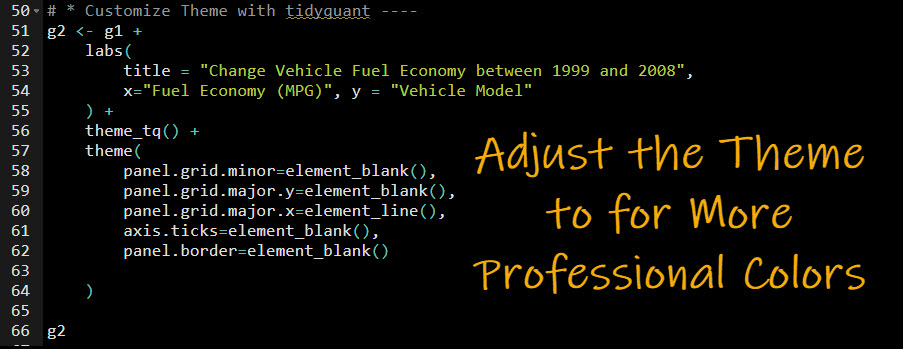 50 # * Customize Theme with tidyquant ----
51 g2 <- g1 +
52     labs(
53         title = "Change Vehicle Fuel Economy between 1999 and 2008",
54         x="Fuel Economy (MPG)", y = "Vehicle Model"
55     ) +
56     theme_tq() +
57     theme(
58         panel.grid.minor=element_blank(),
59         panel.grid.major.y=element_blank(),
60         panel.grid.major.x=element_line(),
61         axis.ticks=element_blank(),
62         panel.border=element_blank()
63
64     )
65
66 g2
Adjust the Theme
to for More
Professional Colors